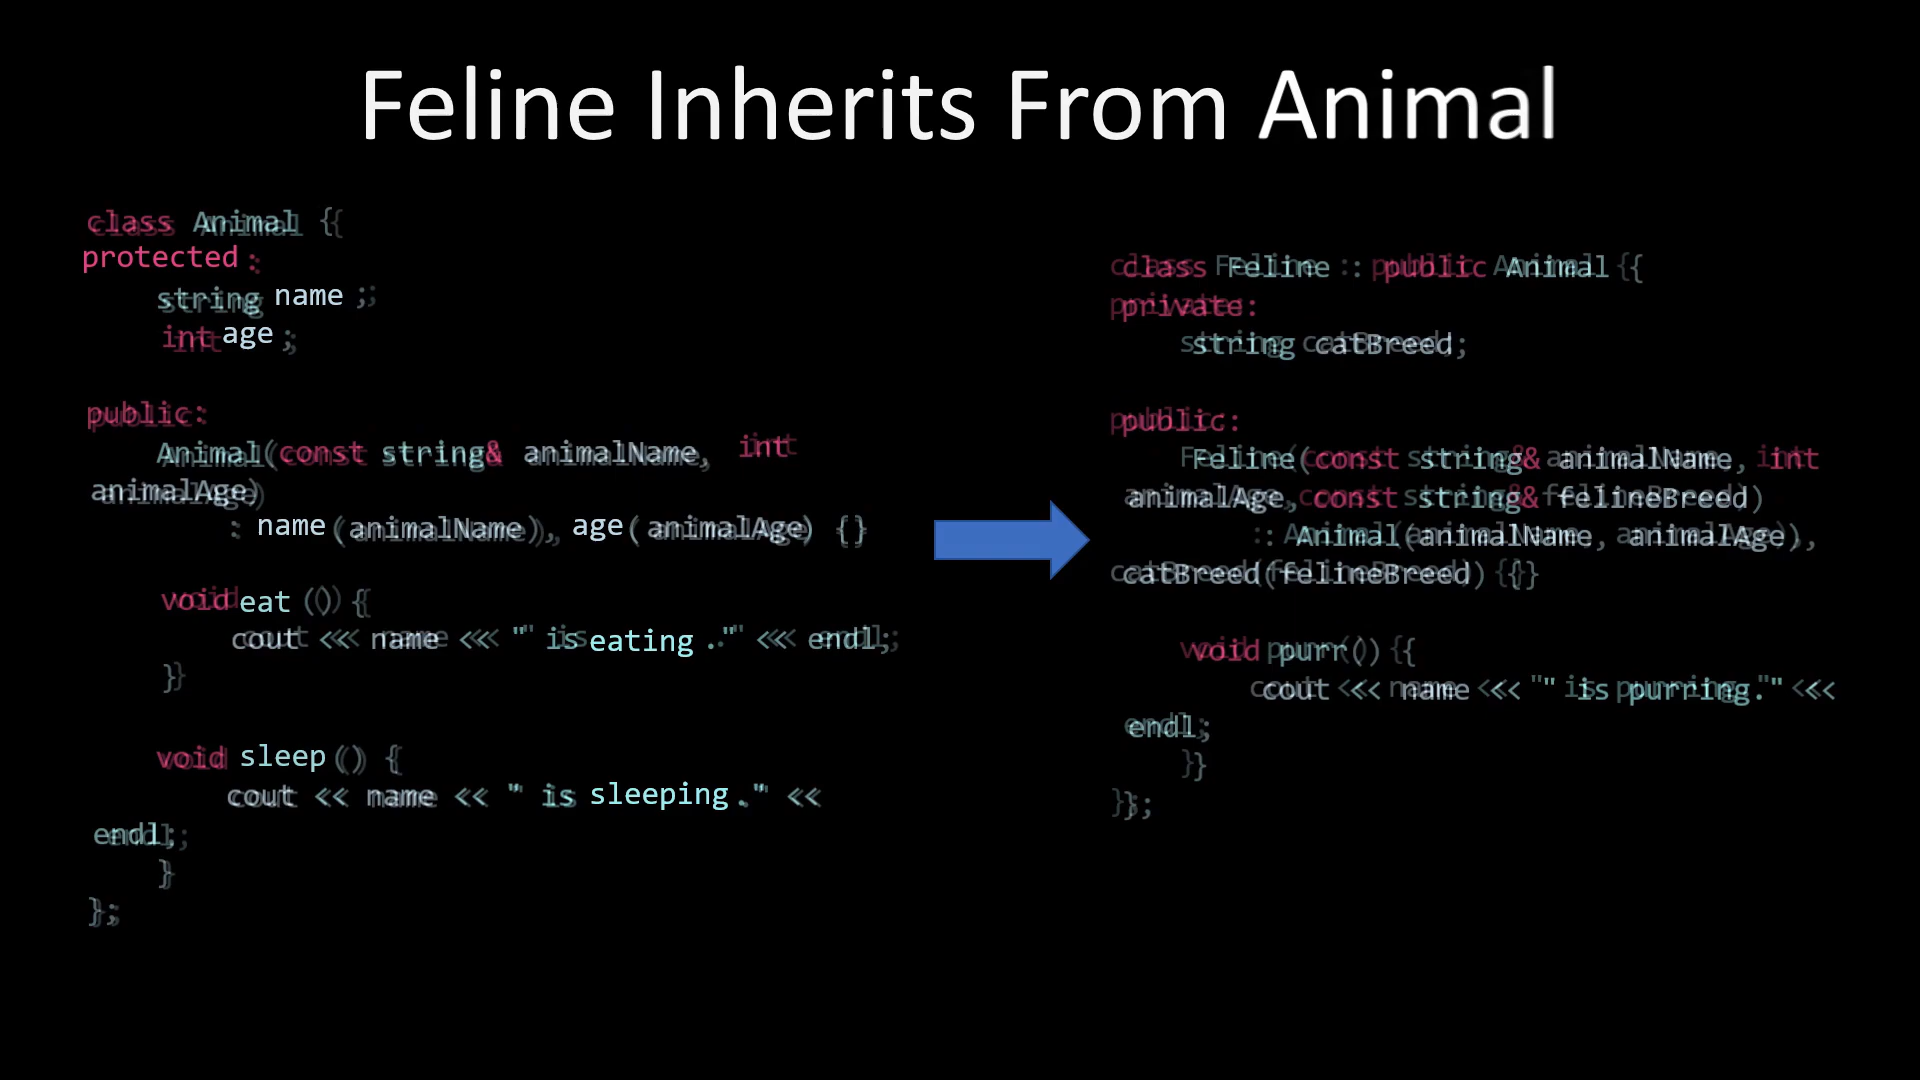 Feline Inherits From Animal
class Animal {
protected:
string name;
int age;
public:
Animal(const string& animalName, int
animalAge)
: name(animalName), age(animalAge) {}
void eat() {
cout << name << " is eating." << endl;
}
void sleep() {
cout << name << " is sleeping." <<
endl;
}
};
class Feline : public Animal {
private:
string catBreed;
public:
Feline(const string& animalName, int
animalAge, const string& felineBreed)
: Animal(animalName, animalAge),
catBreed(felineBreed) {}
void purr() {
cout << name << " is purring." <<
endl;
}
};